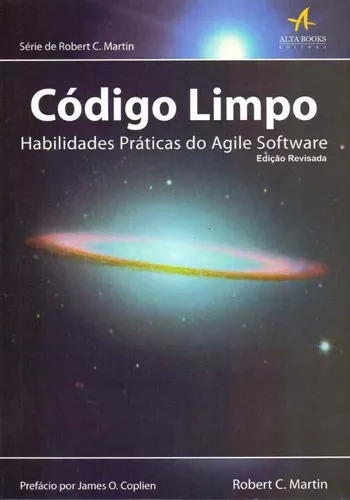 Série de Robert C. Martin
ALTA BOOKS
EDITORA
Código Limpo
Habilidades Práticas do Agile Software
Edição Revisada
Prefácio por James O. Coplien
Robert C. Martin